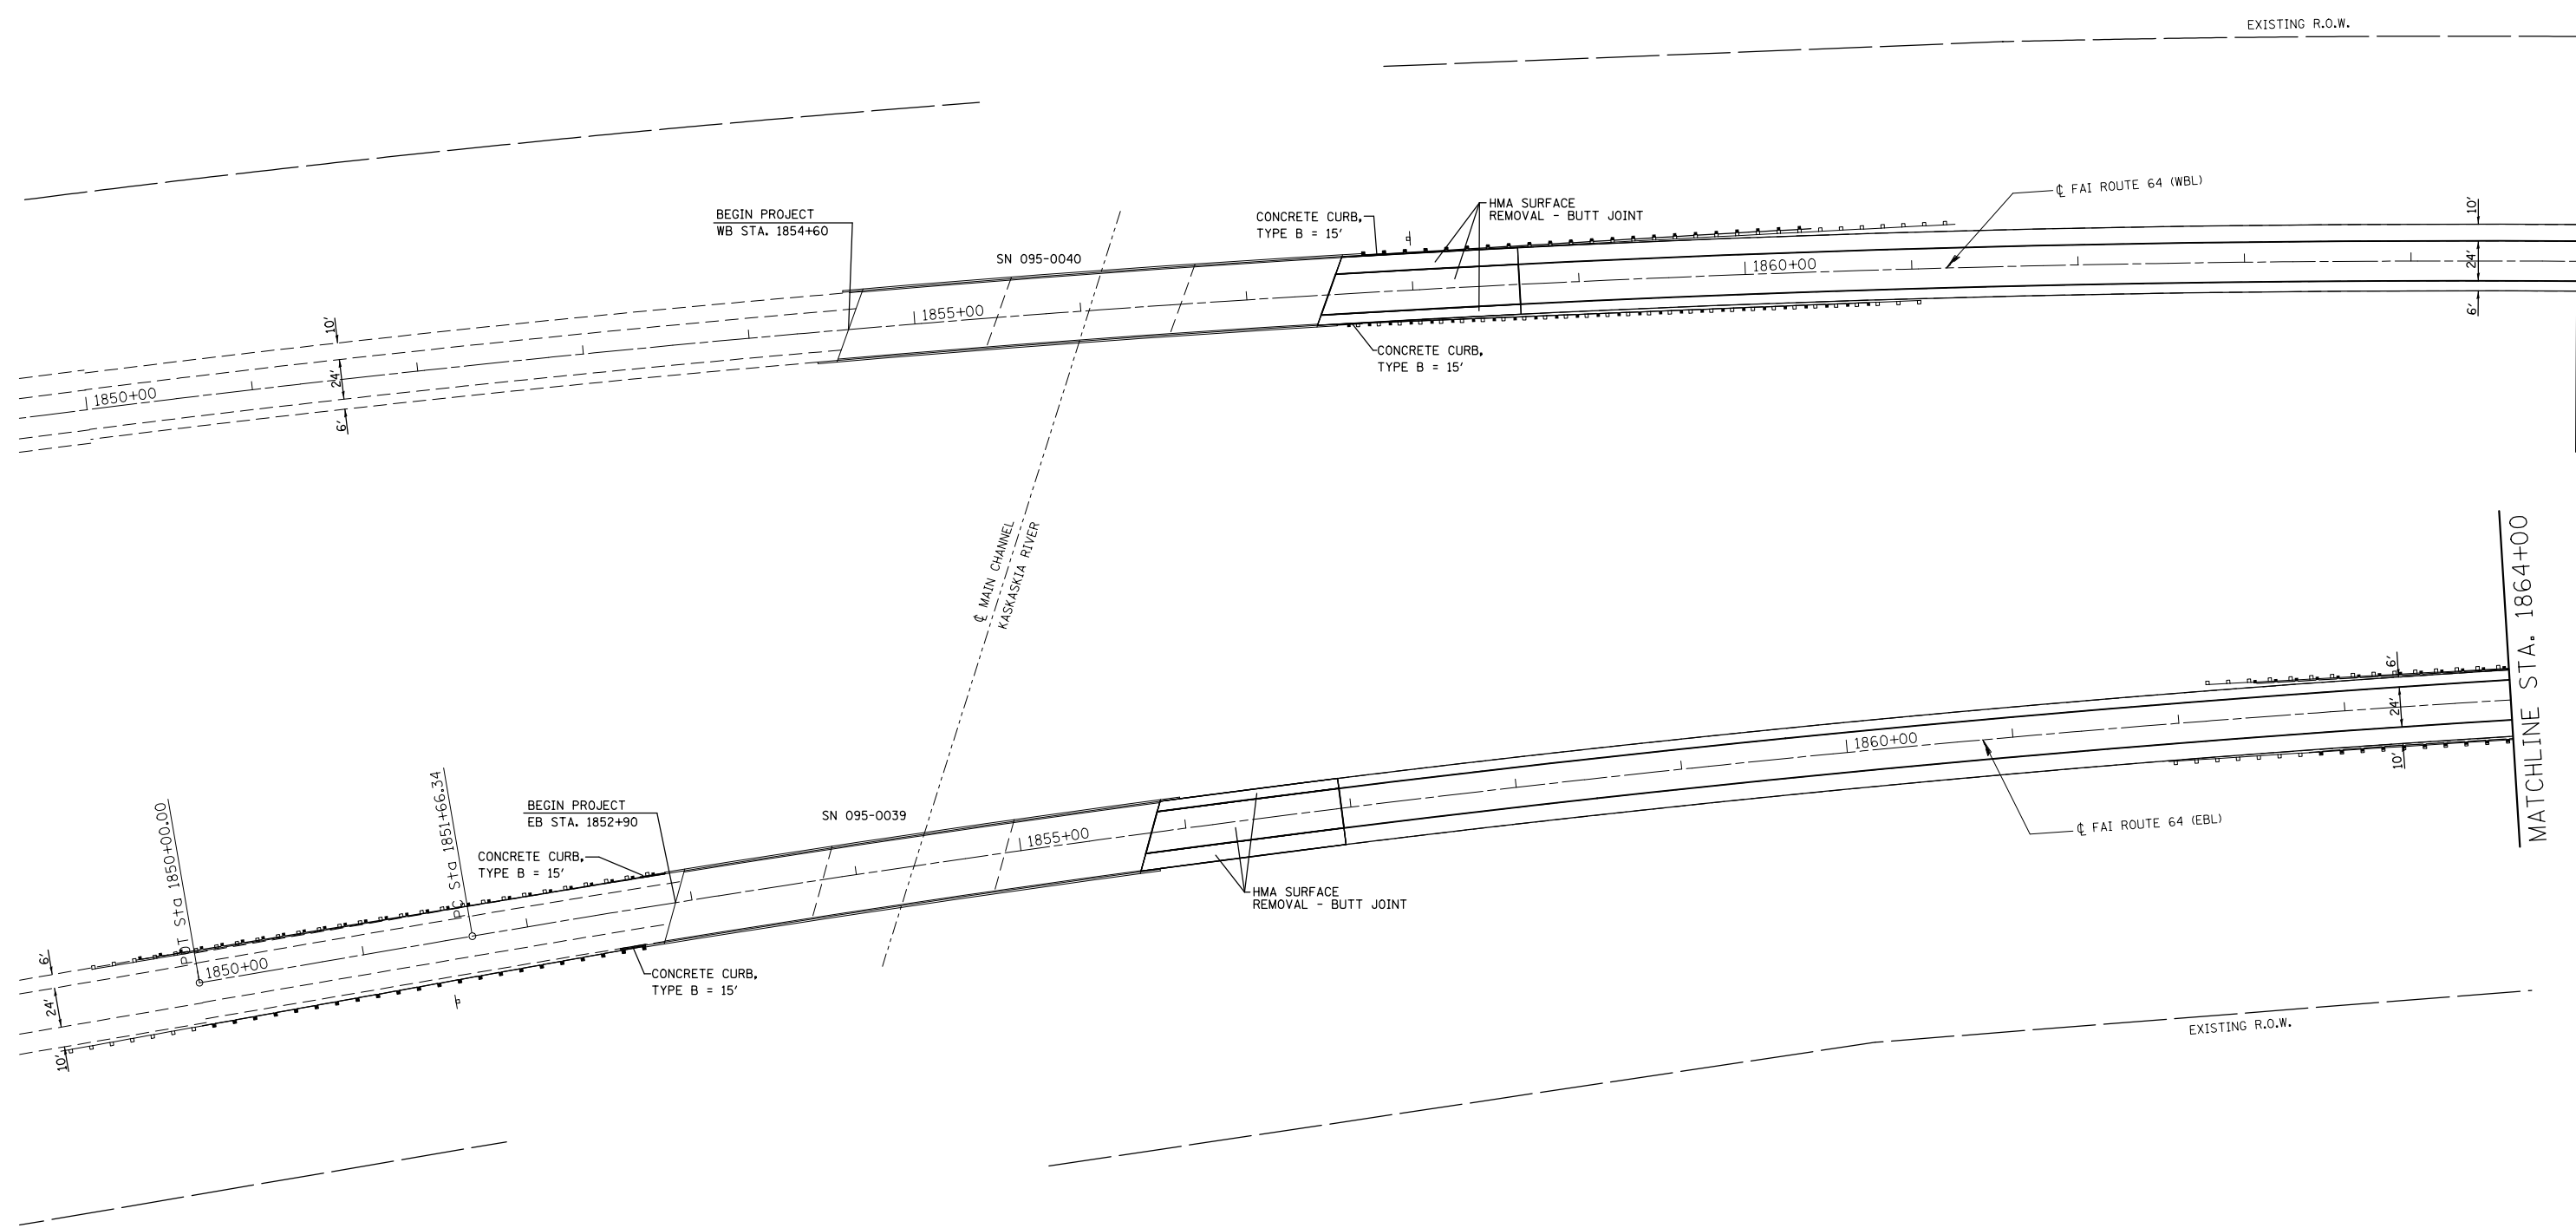 EXISTING R.O.W.
℄ FAI ROUTE 64 (WBL)
10'
HMA SURFACE
REMOVAL - BUTT JOINT
CONCRETE CURB,
TYPE B = 15'
BEGIN PROJECT
WB STA. 1854+60
SN 095-0040
1860+00
24'
6'
1855+00
10'
24'
6'
1850+00
CONCRETE CURB,
TYPE B = 15'
℄ MAIN CHANNEL
KASKASKIA RIVER
MATCHLINE STA. 1864+00
6'
24'
10'
1860+00
℄ FAI ROUTE 64 (EBL)
POT Sta 1850+00.00
PC Sta 1851+66.34
BEGIN PROJECT
EB STA. 1852+90
SN 095-0039
1855+00
CONCRETE CURB,
TYPE B = 15'
HMA SURFACE
REMOVAL - BUTT JOINT
6'
24'
10'
1850+00
CONCRETE CURB,
TYPE B = 15'
EXISTING R.O.W.